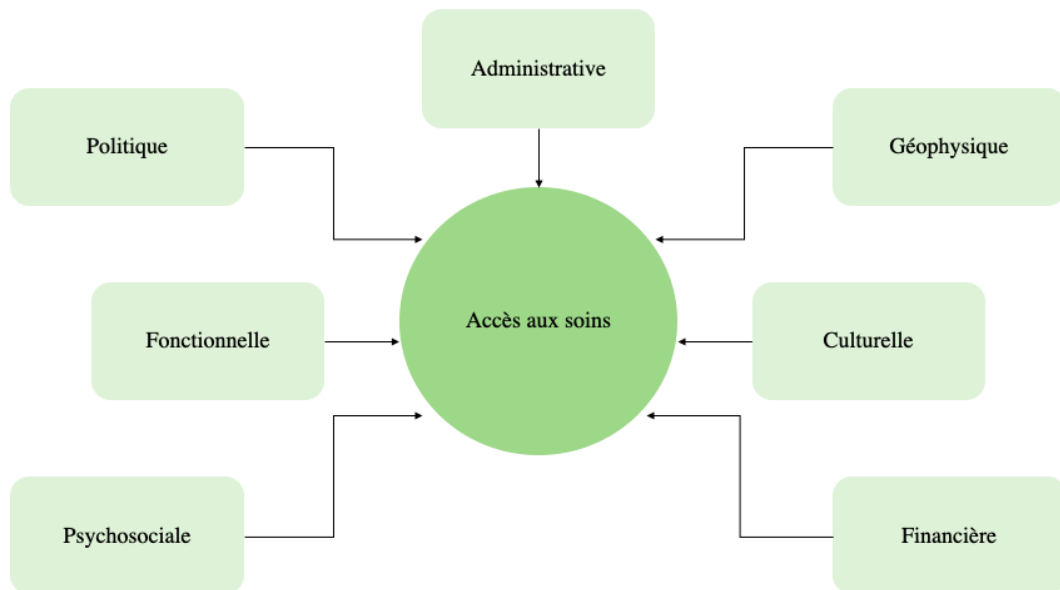 Administrative
Politique
Géophysique
Accès aux soins
Fonctionnelle
Culturelle
Psychosociale
Financière